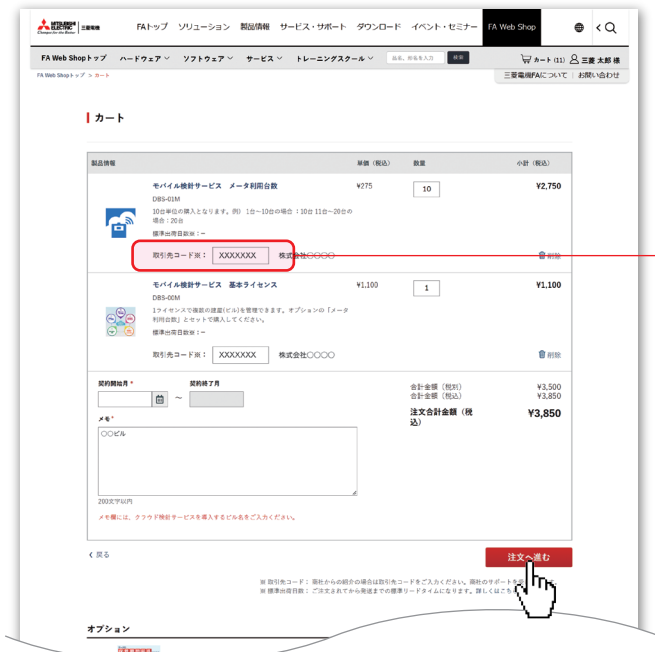 MITSUBISHI ELECTRIC
Changes for the Better
三菱電機
FAトップ ソリューション 製品情報 サービス・サポート ダウンロード イベント・セミナー FA Web Shop
FA Web Shopトップ ハードウェア ソフトウェア サービス トレーニングスクール 品名、形名を入力 検索 カート (11) 三菱 太郎 様
FA Web Shopトップ > カート
三菱電機FAについて お問い合わせ
カート
製品情報 単価（税込） 数量 小計（税込）
モバイル検針サービス メータ利用台数 ¥275 10 ¥2,750
DBS-01M
10台単位の購入となります。例） 1台〜10台の場合：10台 11台〜20台の
場合：20台
標準出荷日数※：−
取引先コード※： XXXXXXX 株式会社〇〇〇〇 削除
モバイル検針サービス 基本ライセンス ¥1,100 1 ¥1,100
DBS-00M
1ライセンスで複数の建屋(ビル)を管理できます。オプションの「メータ
利用台数」とセットで購入してください。
標準出荷日数※：−
取引先コード※： XXXXXXX 株式会社〇〇〇〇 削除
契約開始月* 契約終了月
〜
合計金額（税別） ¥3,500
合計金額（税込） ¥3,850
注文合計金額（税込） ¥3,850
メモ*
〇〇ビル
200文字以内
メモ欄には、クラウド検針サービスを導入するビル名をご入力ください。
戻る
注文へ進む
※ 取引先コード： 商社からの紹介の場合は取引先コードをご入力ください。商社のサポートを
※ 標準出荷日数： ご注文されてから発送までの標準リードタイムになります。詳しくはこち
オプション